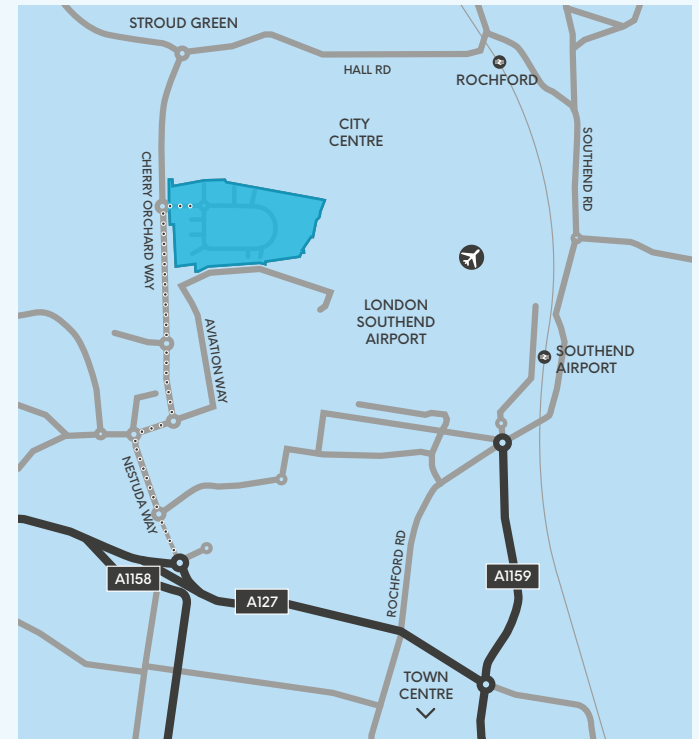 STROUD GREEN
HALL RD
ROCHFORD
CITY
CENTRE
CHERRY ORCHARD WAY
SOUTHEND RD
LONDON
SOUTHEND
AIRPORT
AVIATION WAY
SOUTHEND
AIRPORT
NESTUDA WAY
ROCHFORD RD
A1158
A127
A1159
TOWN
CENTRE